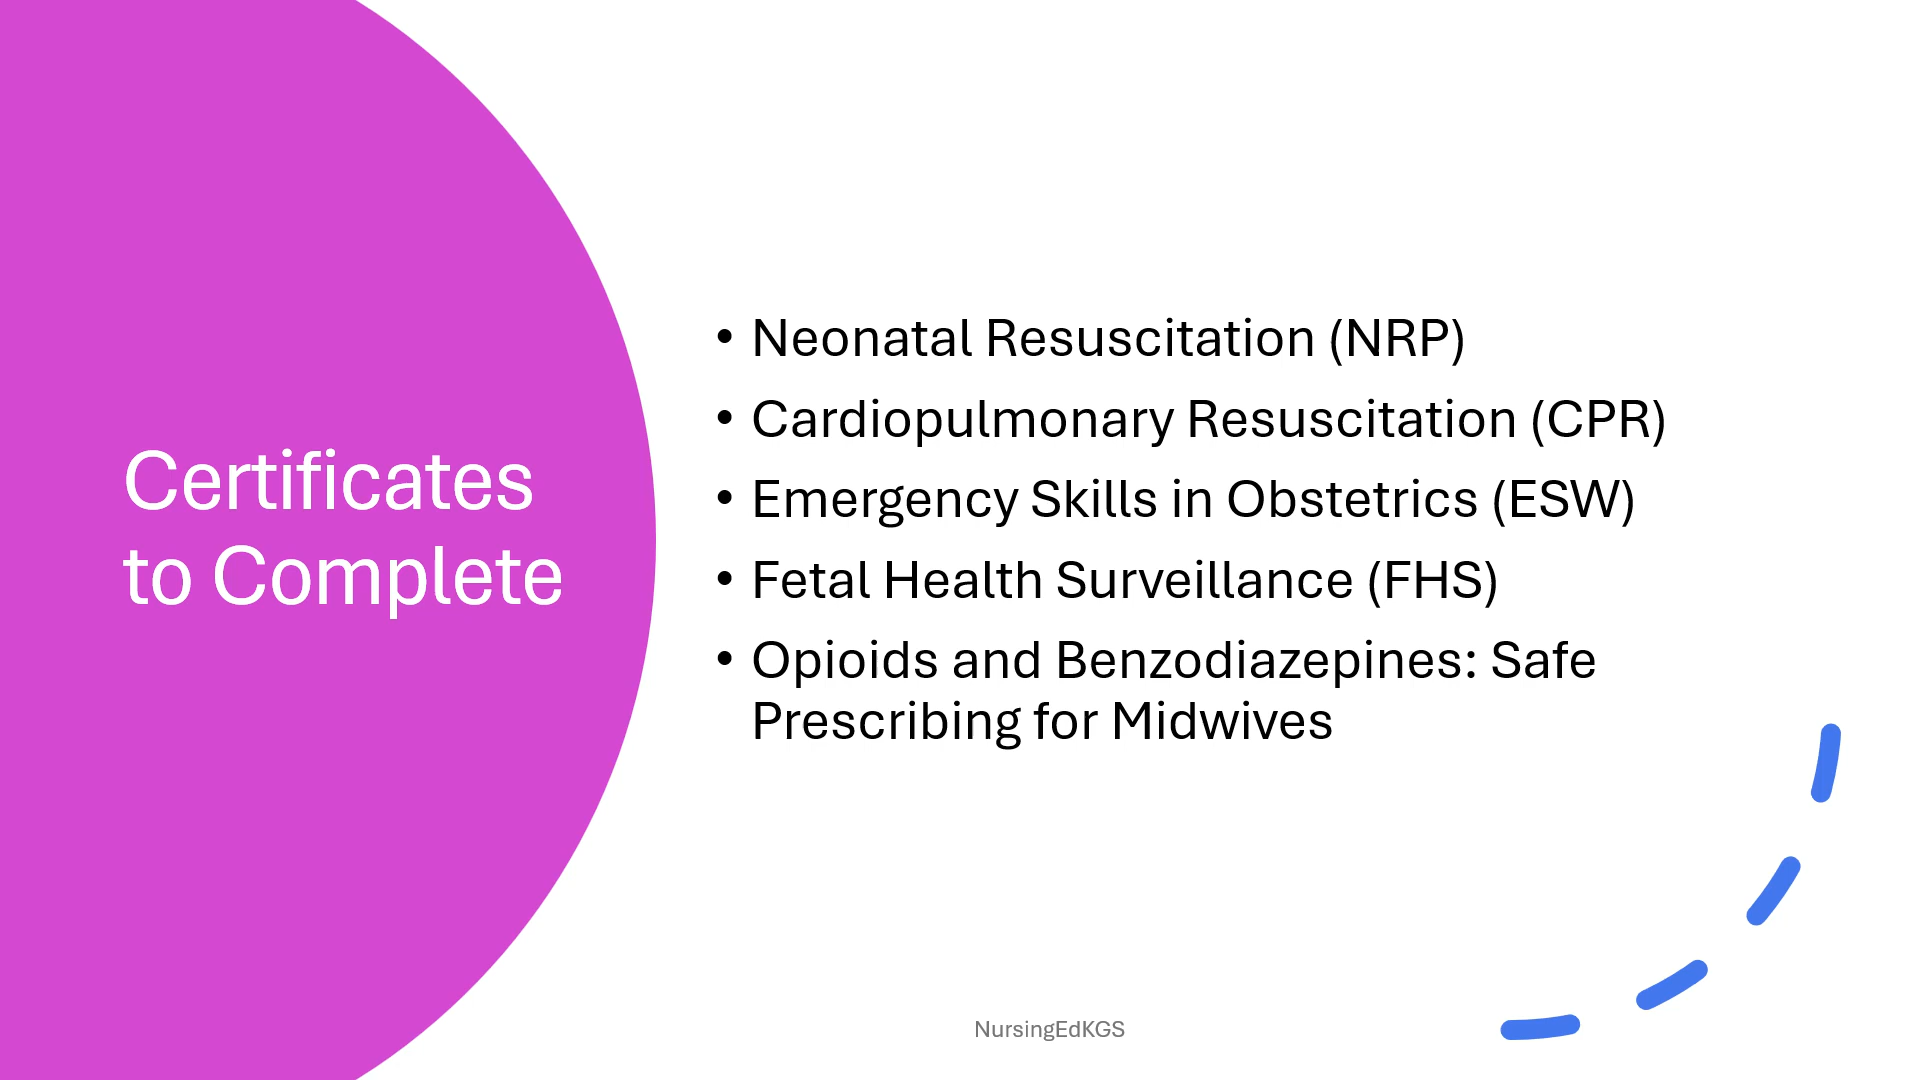 Certificates
to Complete
• Neonatal Resuscitation (NRP)
• Cardiopulmonary Resuscitation (CPR)
• Emergency Skills in Obstetrics (ESW)
• Fetal Health Surveillance (FHS)
• Opioids and Benzodiazepines: Safe
Prescribing for Midwives
NursingEdKGS